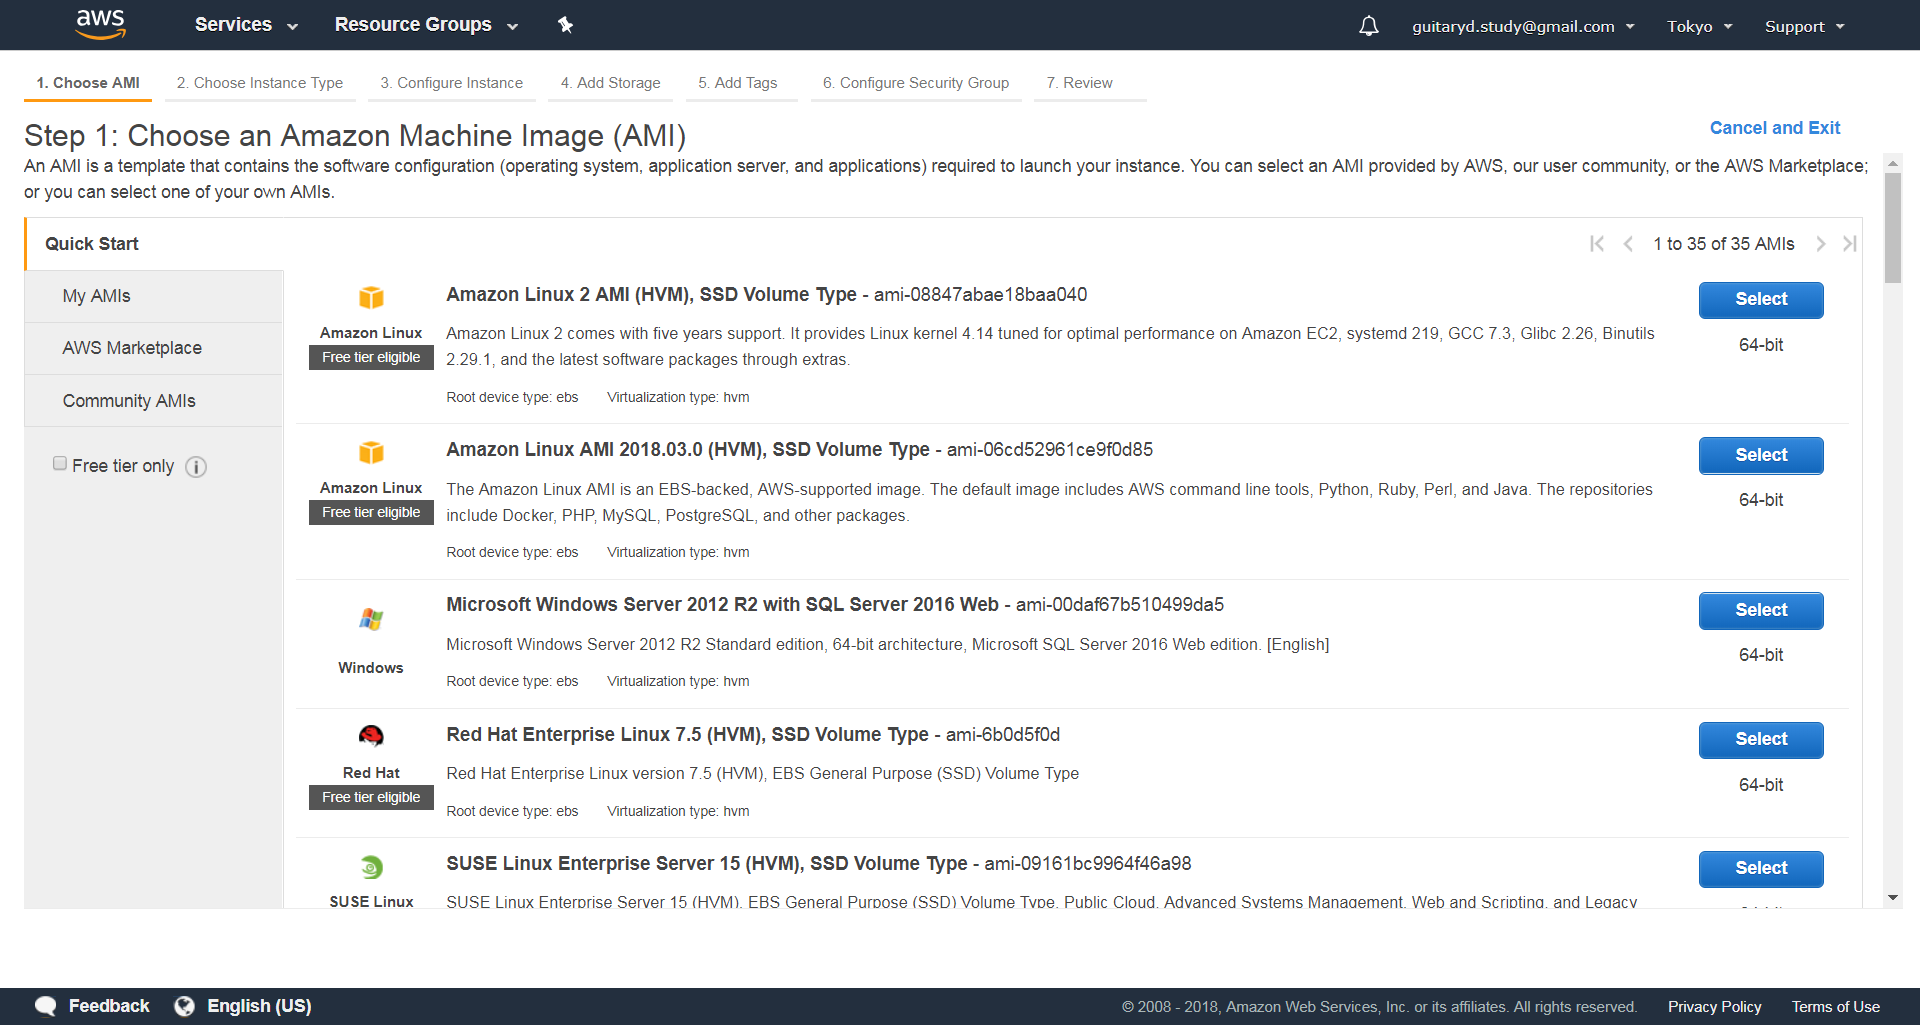 aws Services Resource Groups guitaryd.study@gmail.com Tokyo Support
1. Choose AMI 2. Choose Instance Type 3. Configure Instance 4. Add Storage 5. Add Tags 6. Configure Security Group 7. Review
Step 1: Choose an Amazon Machine Image (AMI)
Cancel and Exit
An AMI is a template that contains the software configuration (operating system, application server, and applications) required to launch your instance. You can select an AMI provided by AWS, our user community, or the AWS Marketplace;
or you can select one of your own AMIs.
Quick Start
1 to 35 of 35 AMIs
My AMIs
AWS Marketplace
Community AMIs
Free tier only
Amazon Linux
Free tier eligible
Amazon Linux 2 AMI (HVM), SSD Volume Type - ami-08847abae18baa040
Amazon Linux 2 comes with five years support. It provides Linux kernel 4.14 tuned for optimal performance on Amazon EC2, systemd 219, GCC 7.3, Glibc 2.26, Binutils
2.29.1, and the latest software packages through extras.
Root device type: ebs Virtualization type: hvm
Select
64-bit
Amazon Linux
Free tier eligible
Amazon Linux AMI 2018.03.0 (HVM), SSD Volume Type - ami-06cd52961ce9f0d85
The Amazon Linux AMI is an EBS-backed, AWS-supported image. The default image includes AWS command line tools, Python, Ruby, Perl, and Java. The repositories
include Docker, PHP, MySQL, PostgreSQL, and other packages.
Root device type: ebs Virtualization type: hvm
Select
64-bit
Windows
Microsoft Windows Server 2012 R2 with SQL Server 2016 Web - ami-00daf67b510499da5
Microsoft Windows Server 2012 R2 Standard edition, 64-bit architecture, Microsoft SQL Server 2016 Web edition. [English]
Root device type: ebs Virtualization type: hvm
Select
64-bit
Red Hat
Free tier eligible
Red Hat Enterprise Linux 7.5 (HVM), SSD Volume Type - ami-6b0d5f0d
Red Hat Enterprise Linux version 7.5 (HVM), EBS General Purpose (SSD) Volume Type
Root device type: ebs Virtualization type: hvm
Select
64-bit
SUSE Linux
SUSE Linux Enterprise Server 15 (HVM), SSD Volume Type - ami-09161bc9964f46a98
SUSE Linux Enterprise Server 15 (HVM), EBS General Purpose (SSD) Volume Type, Public Cloud, Advanced Systems Management, Web and Scripting, and Legacy
Select
Feedback English (US) © 2008 - 2018, Amazon Web Services, Inc. or its affiliates. All rights reserved. Privacy Policy Terms of Use